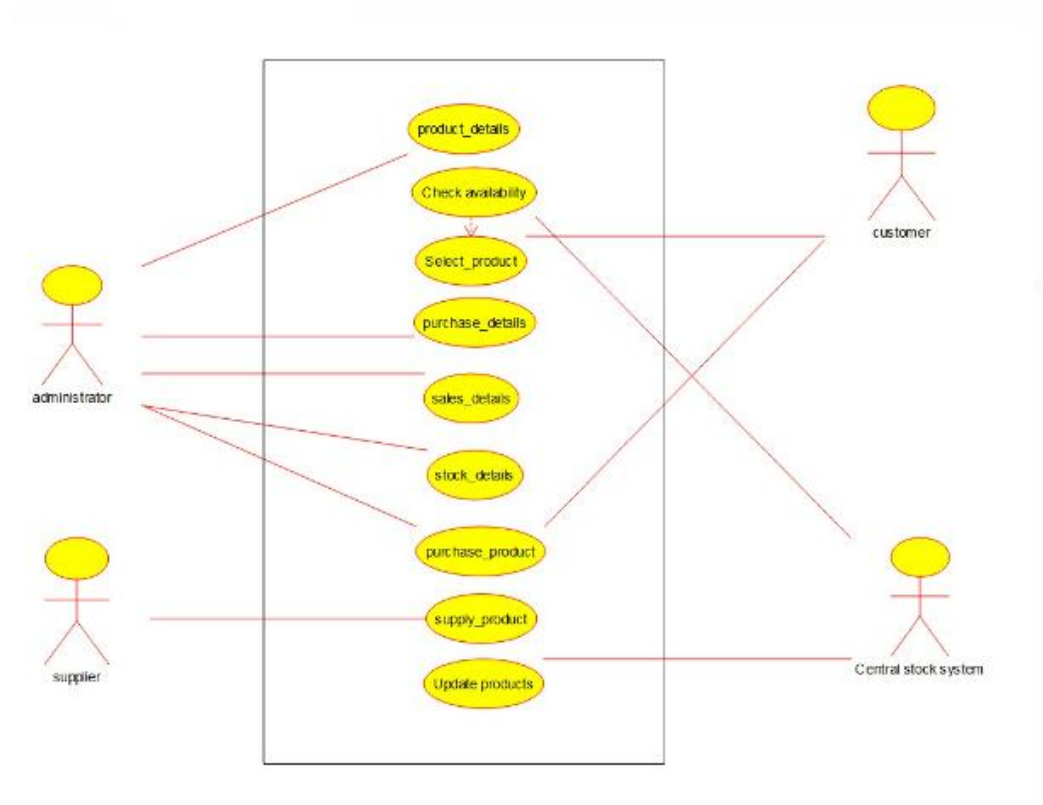 product_details
Check availability
customer
Select_product
purchase_details
administrator
sales_details
stock_details
purchase_product
supply_product
Central stock system
supplier
Update products